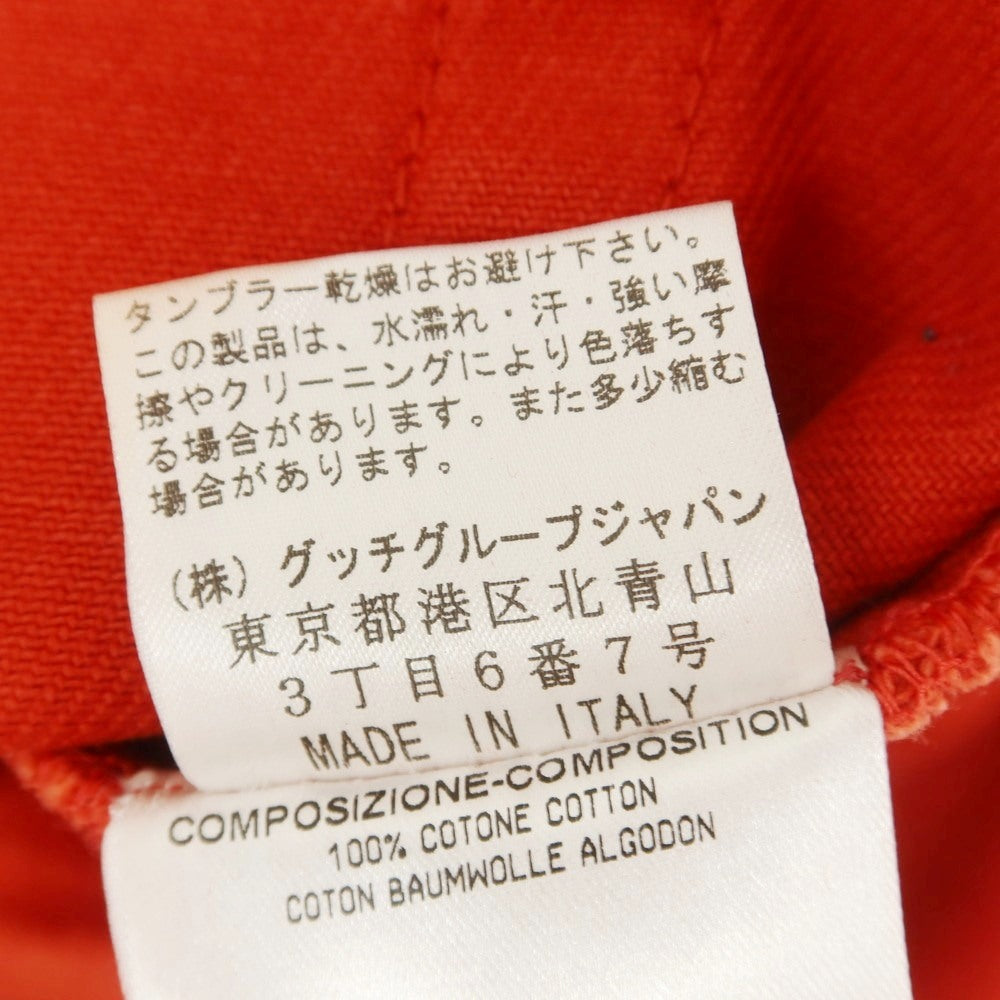 タンブラー乾燥はお避け下さい。
この製品は、水濡れ・汗・強い摩
擦やクリーニングにより色落ちす
る場合があります。また多少縮む
場合があります。
(株)グッチグループジャパン
東京都港区北青山
3丁目6番7号
MADE IN ITALY
COMPOSIZIONE-COMPOSITION
100% COTONE COTTON
COTON BAUMWOLLE ALGODON